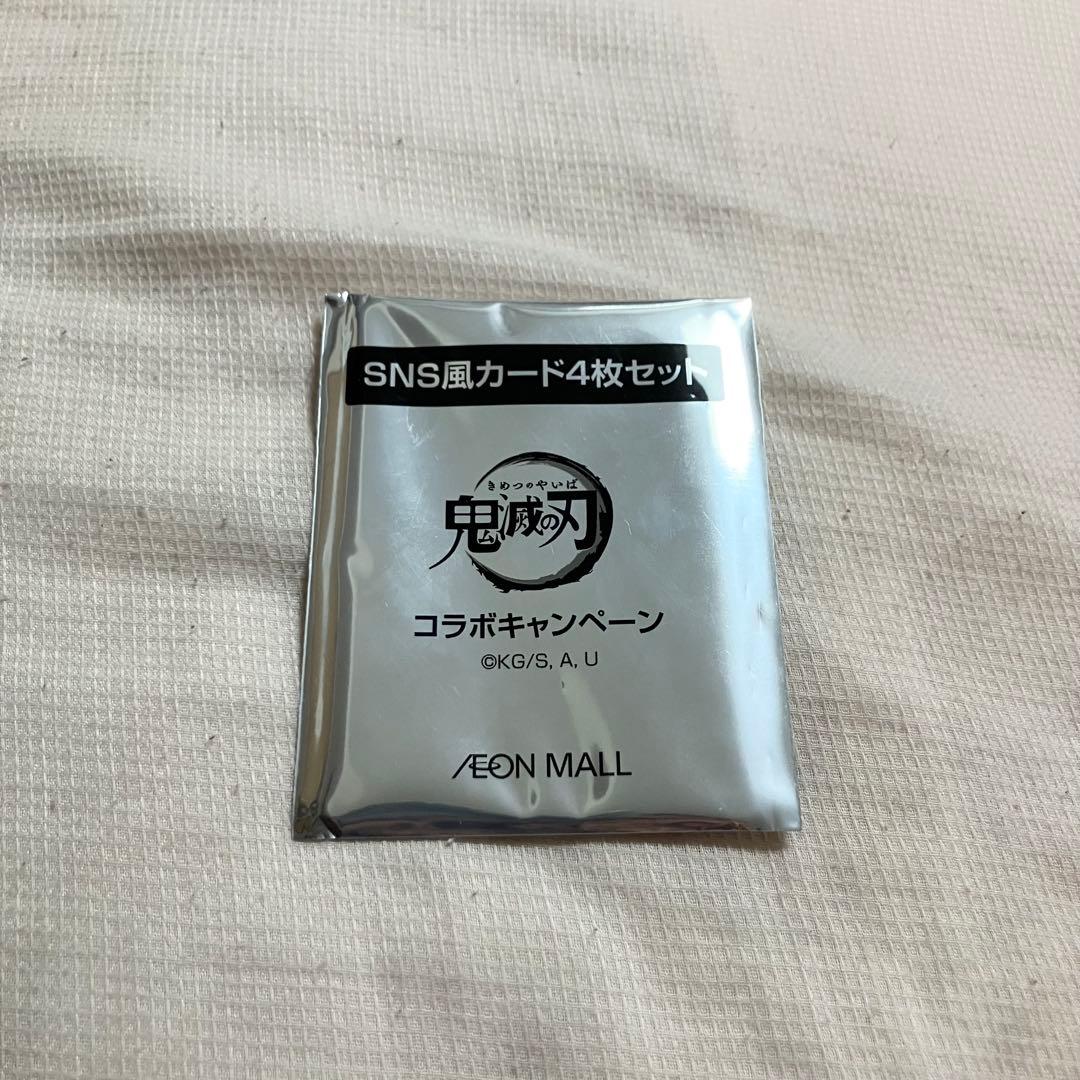 SNS風カード4枚セット
きめつのやいば
鬼滅の刃
コラボキャンペーン
©KG/S, A, U
ÆON MALL